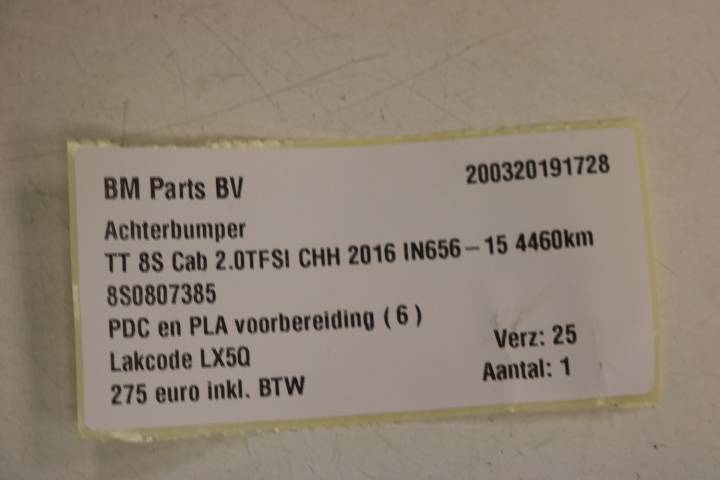 BM Parts BV 200320191728
Achterbumper
TT 8S Cab 2.0TFSI CHH 2016 IN656-15 4460km
8S0807385
PDC en PLA voorbereiding (6)
Lakcode LX5Q Verz: 25
275 euro inkl. BTW Aantal: 1